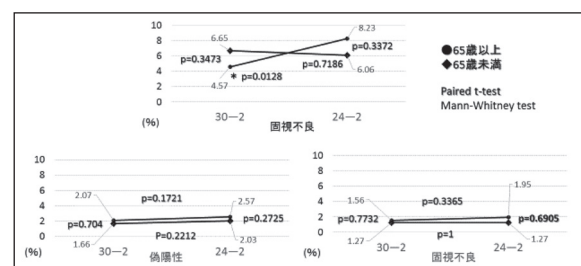 10
8
6
4
2
0
6.65
8.23
p=0.3473
p=0.3372
* p=0.0128
p=0.7186
4.57
6.06
30―2
24―2
(%)
固視不良
●65歳以上
◆65歳未満
Paired t-test
Mann-Whitney test
10
8
6
4
2
0
2.07
p=0.1721
2.57
p=0.704
p=0.2725
1.66
P=0.2212
2.03
30―2
24―2
(%)
偽陽性
10
8
6
4
2
0
1.56
p=0.3365
1.95
p=0.7732
p=0.6905
1.27
p=1
1.27
30―2
24―2
(%)
固視不良